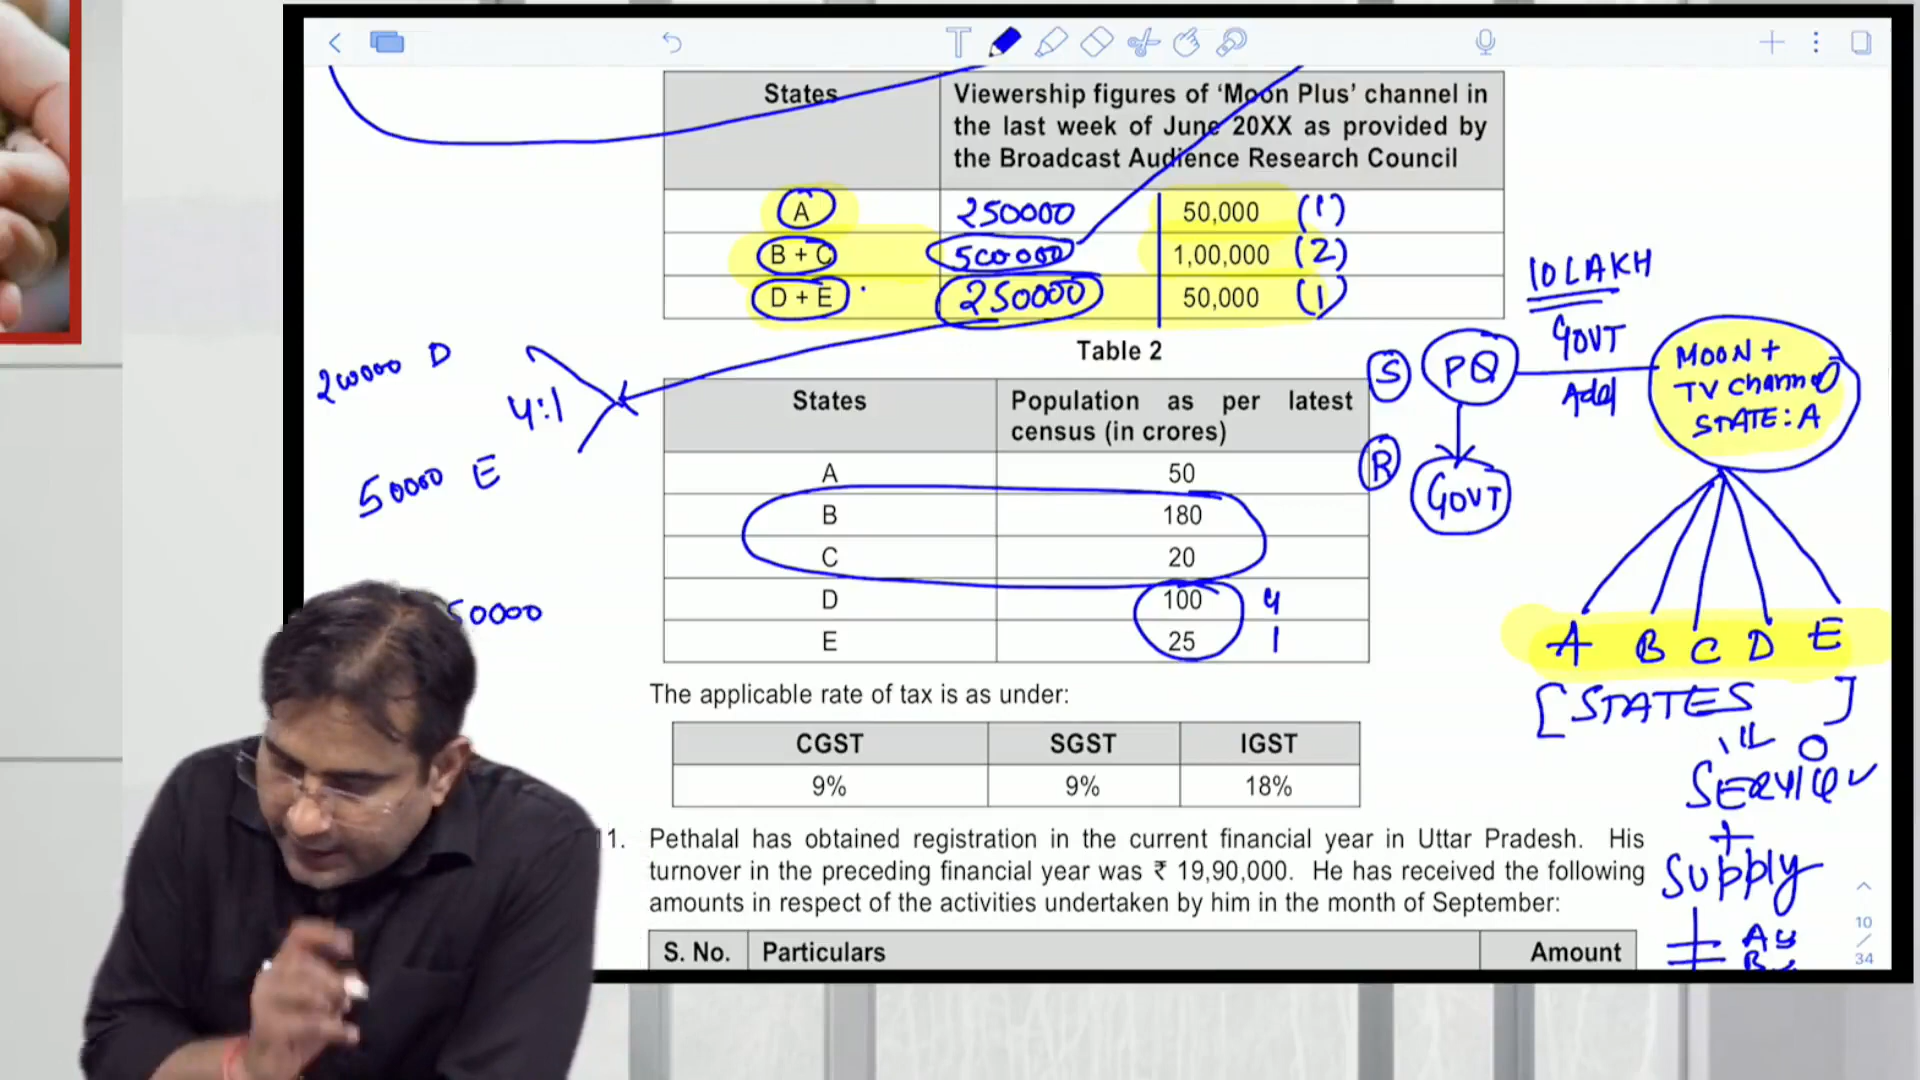 States Viewership figures of 'Moon Plus' channel in
the last week of June 20XX as provided by
the Broadcast Audience Research Council
A 250000 50,000 (1)
B + C 500000 1,00,000 (2)
D + E 250000 50,000 (1)
Table 2
200000 D
4:1
50000 E
50000
States Population as per latest
census (in crores)
A 50
B 180
C 20
D 100 4
E 25 1
The applicable rate of tax is as under:
CGST SGST IGST
9% 9% 18%
11. Pethalal has obtained registration in the current financial year in Uttar Pradesh. His
turnover in the preceding financial year was ₹ 19,90,000. He has received the following
amounts in respect of the activities undertaken by him in the month of September:
S. No. Particulars Amount
10 LAKH
GOVT
S PQ
MOON +
TV channel
STATE: A
R GOVT
A B C D E
[STATES ]
Supply
A
B
10
/
34
T